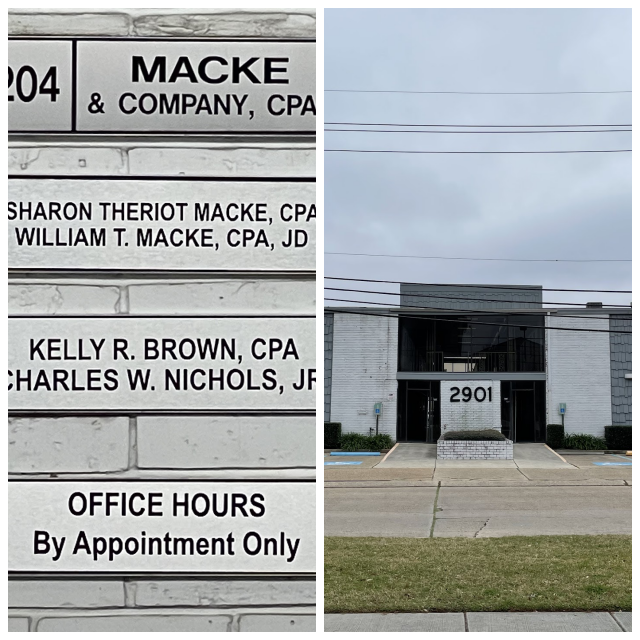 204
MACKE
& COMPANY, CPA
SHARON THERIOT MACKE, CPA
WILLIAM T. MACKE, CPA, JD
KELLY R. BROWN, CPA
CHARLES W. NICHOLS, JR
OFFICE HOURS
By Appointment Only
2901